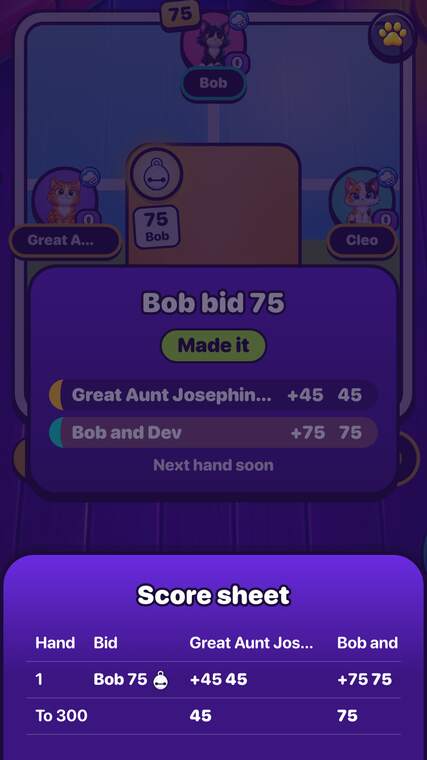 75
0
Bob
0
0
75
Bob
Great A...
Cleo
Bob bid 75
Made it
Great Aunt Josephin... +45 45
Bob and Dev +75 75
Next hand soon
Score sheet
Hand Bid Great Aunt Jos... Bob and
1 Bob 75 +45 45 +75 75
To 300 45 75